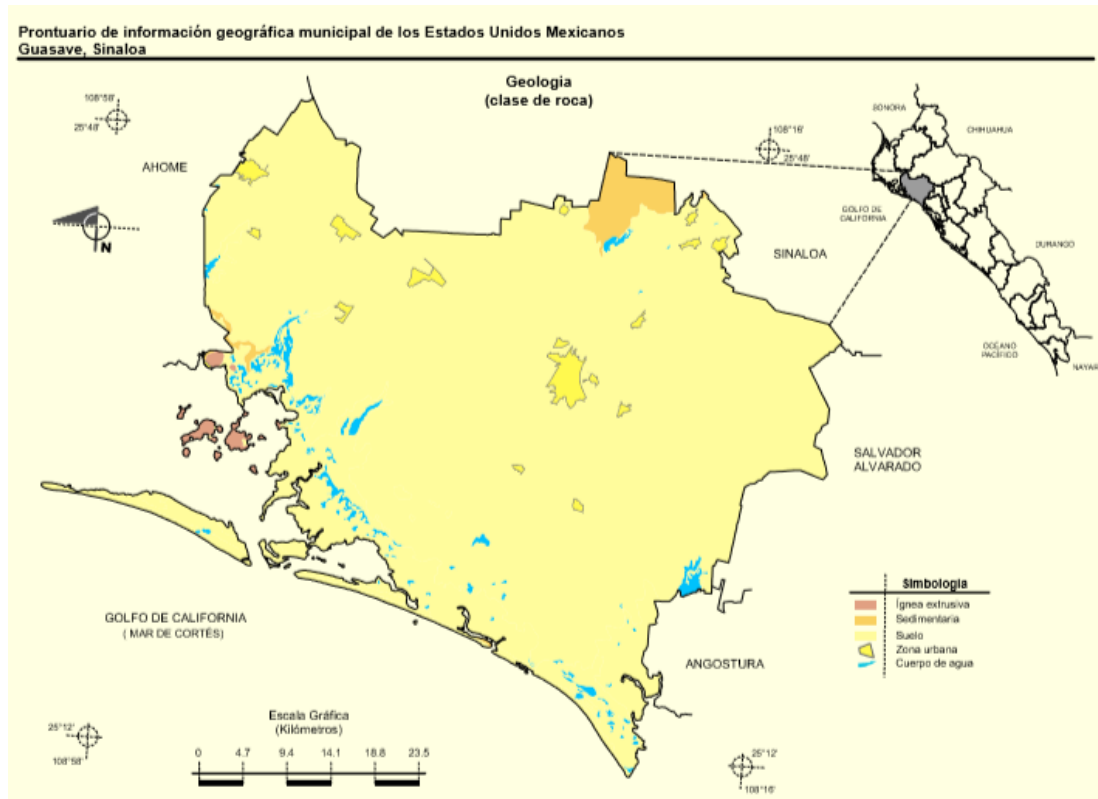 Prontuario de información geográfica municipal de los Estados Unidos Mexicanos
Guasave, Sinaloa
Geologia
(clase de roca)
108°58'
25°48'
AHOME
N
108°16'
25°48'
SONORA
CHIHUAHUA
GOLFO DE
CALIFORNIA
SINALOA
DURANGO
OCÉANO
PACÍFICO
NAYAR
SALVADOR
ALVARADO
Simbología
Ígnea extrusiva
Sedimentaria
Suelo
Zona urbana
Cuerpo de agua
GOLFO DE CALIFORNIA
( MAR DE CORTÉS)
ANGOSTURA
Escala Gráfica
(Kilómetros)
0 4.7 9.4 14.1 18.8 23.5
25°12'
108°58'
25°12'
108°16'